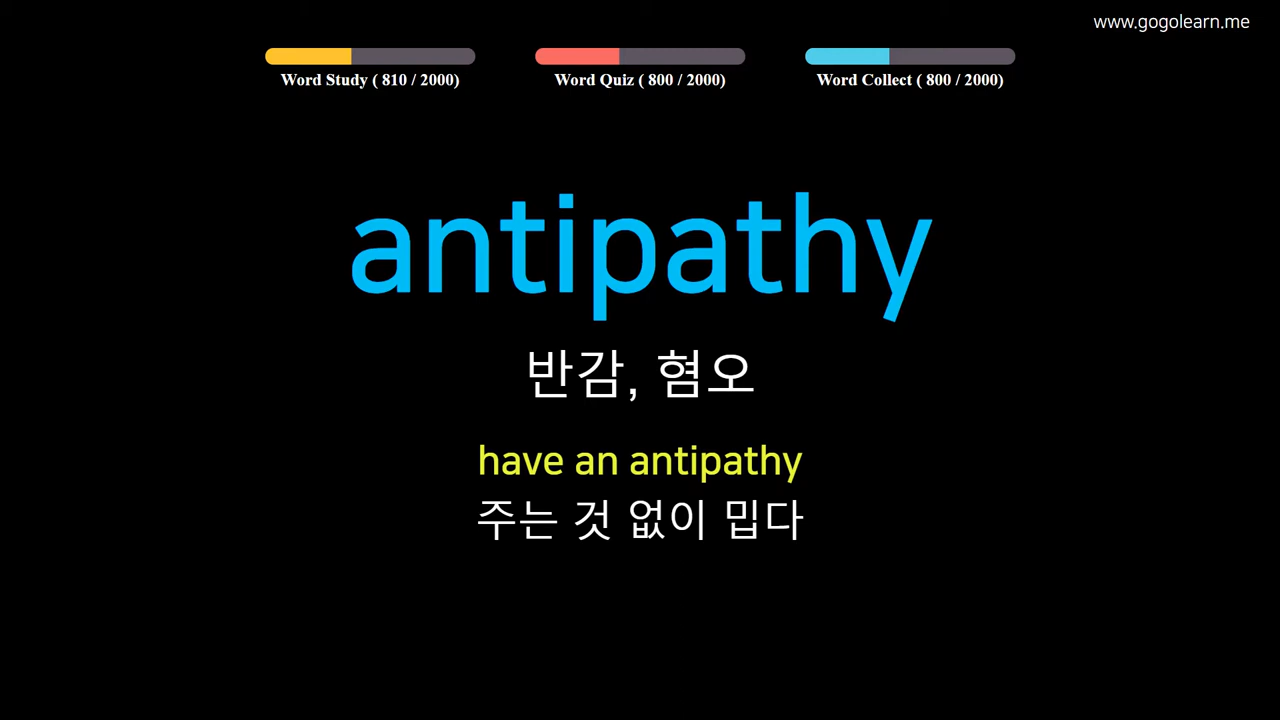 www.gogolearn.me
Word Study ( 810 / 2000) Word Quiz ( 800 / 2000) Word Collect ( 800 / 2000)
antipathy
반감, 혐오
have an antipathy
주는 것 없이 밉다